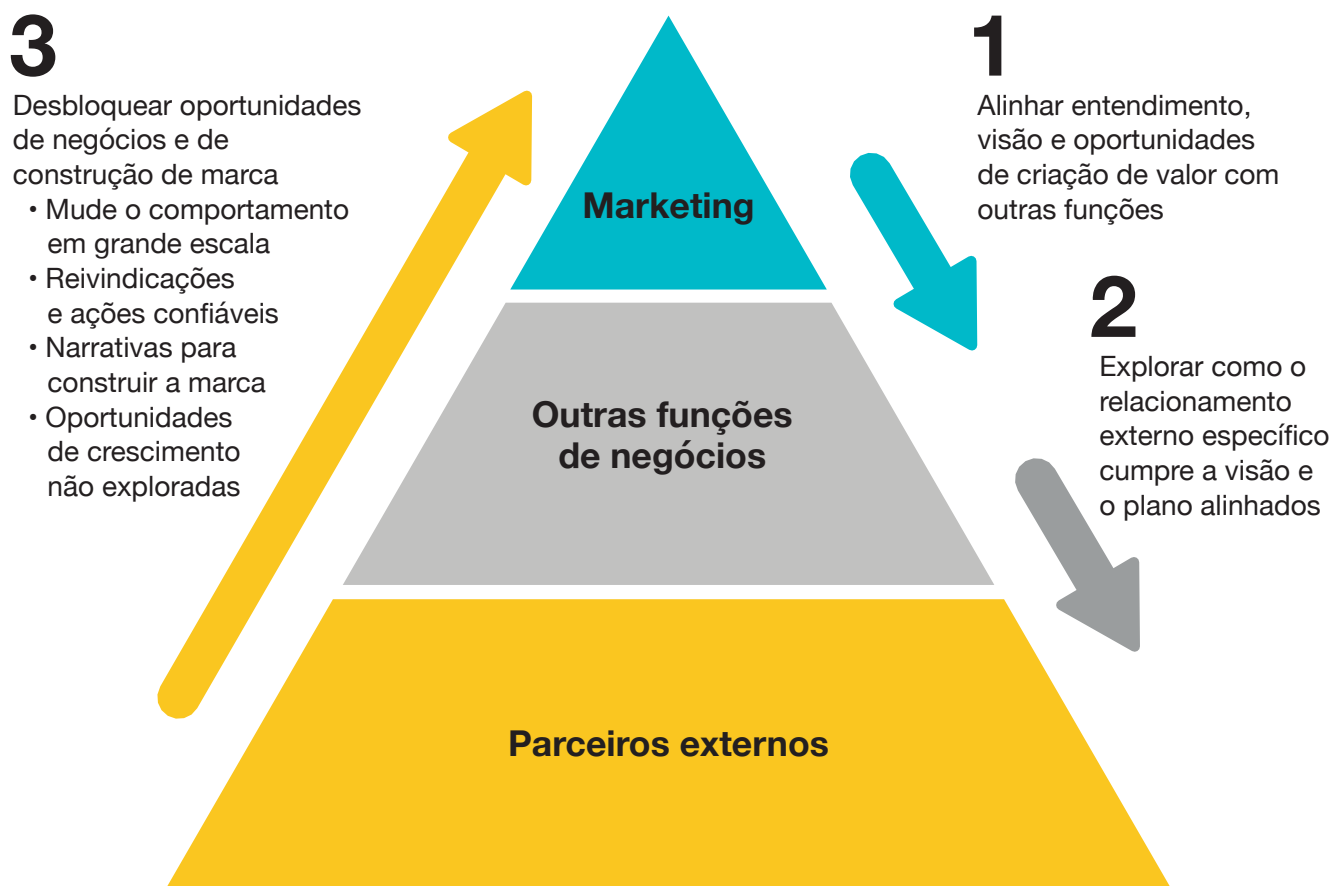 3
Desbloquear oportunidades
de negócios e de
construção de marca
• Mude o comportamento
em grande escala
• Reivindicações
e ações confiáveis
• Narrativas para
construir a marca
• Oportunidades
de crescimento
não exploradas
Marketing
Outras funções
de negócios
Parceiros externos
1
Alinhar entendimento,
visão e oportunidades
de criação de valor com
outras funções
2
Explorar como o
relacionamento
externo específico
cumpre a visão e
o plano alinhados